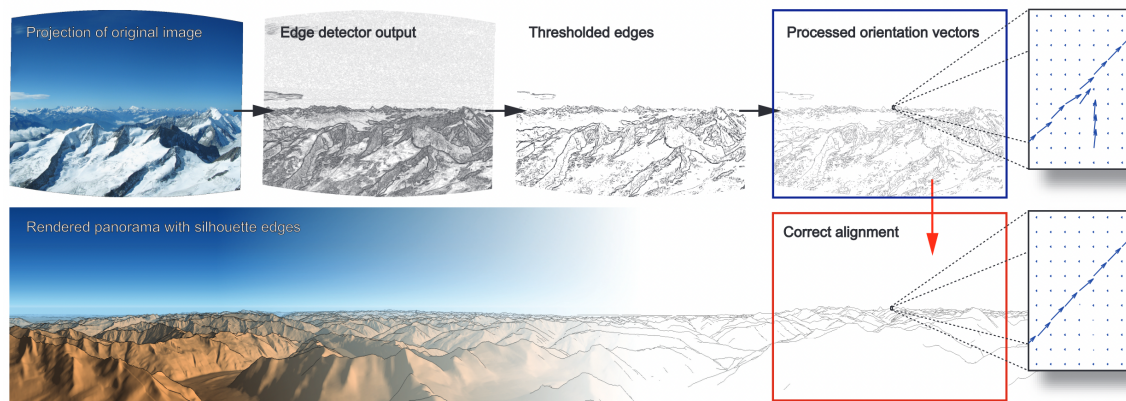 Projection of original image
Edge detector output
Thresholded edges
Processed orientation vectors
Rendered panorama with silhouette edges
Correct alignment